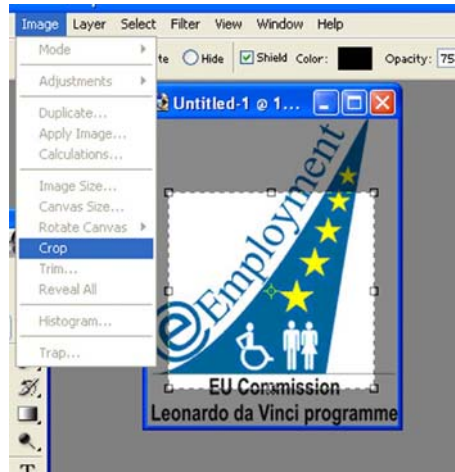 Image Layer Select Filter View Window Help
te Hide Shield Color: Opacity: 75
Mode
Adjustments
Duplicate...
Apply Image...
Calculations...
Image Size...
Canvas Size...
Rotate Canvas
Crop
Trim...
Reveal All
Histogram...
Trap...
Untitled-1 @ 1...
eEmployment
EU Commission
Leonardo da Vinci programme
T